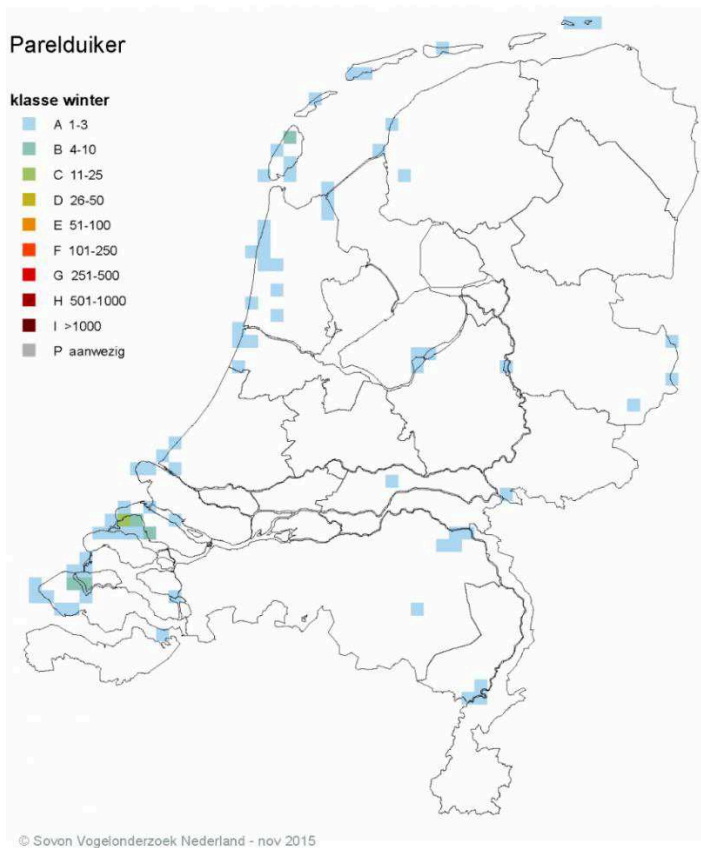 Parelduiker
klasse winter
A 1-3
B 4-10
C 11-25
D 26-50
E 51-100
F 101-250
G 251-500
H 501-1000
I >1000
P aanwezig
© Sovon Vogelonderzoek Nederland - nov 2015